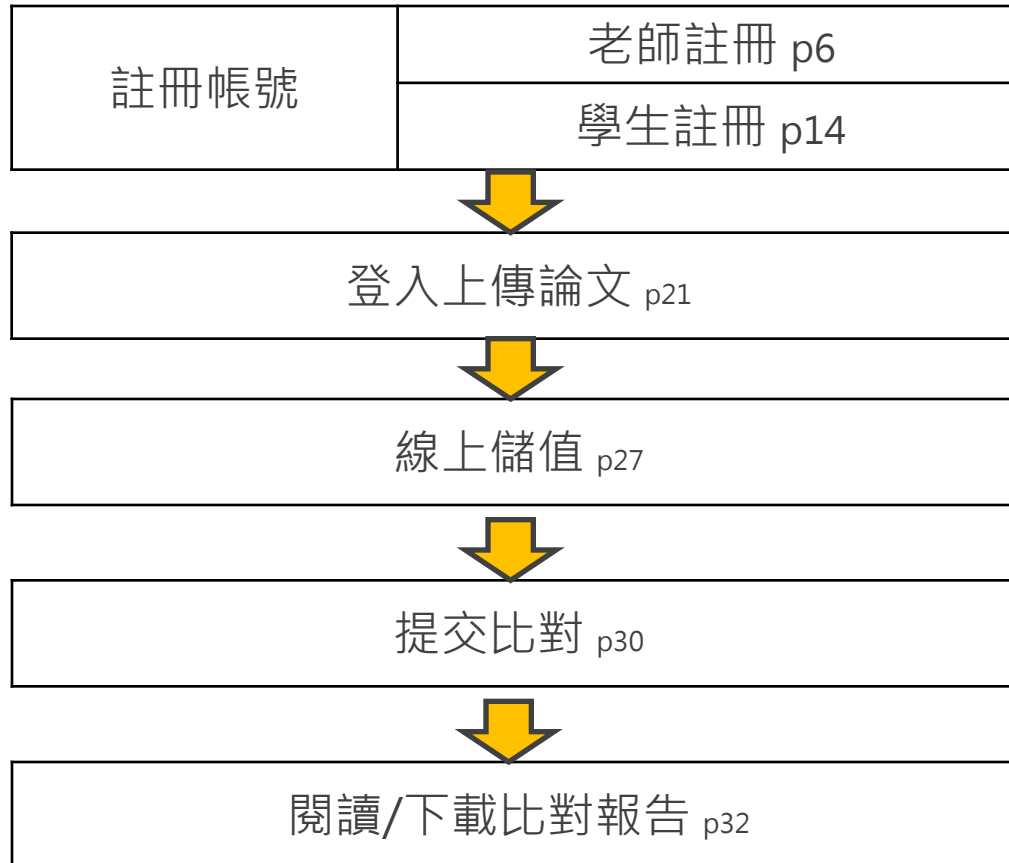 註冊帳號
老師註冊 p6
學生註冊 p14
登入上傳論文 p21
線上儲值 p27
提交比對 p30
閱讀/下載比對報告 p32